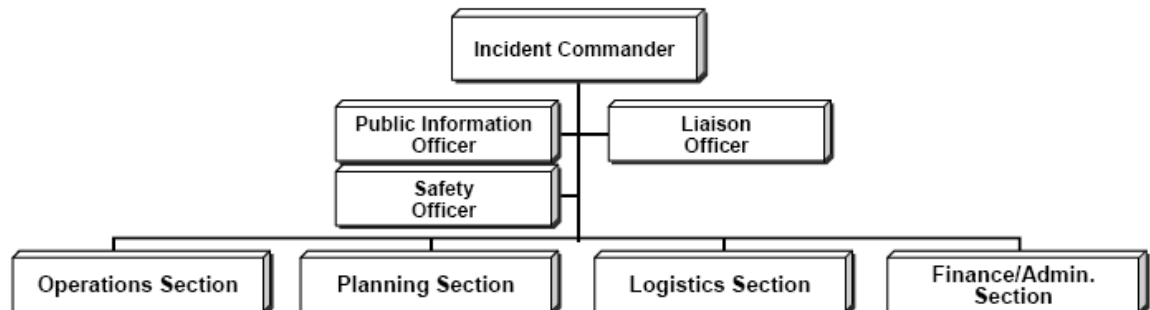 Incident Commander
Public Information
Officer
Liaison
Officer
Safety
Officer
Operations Section
Planning Section
Logistics Section
Finance/Admin.
Section